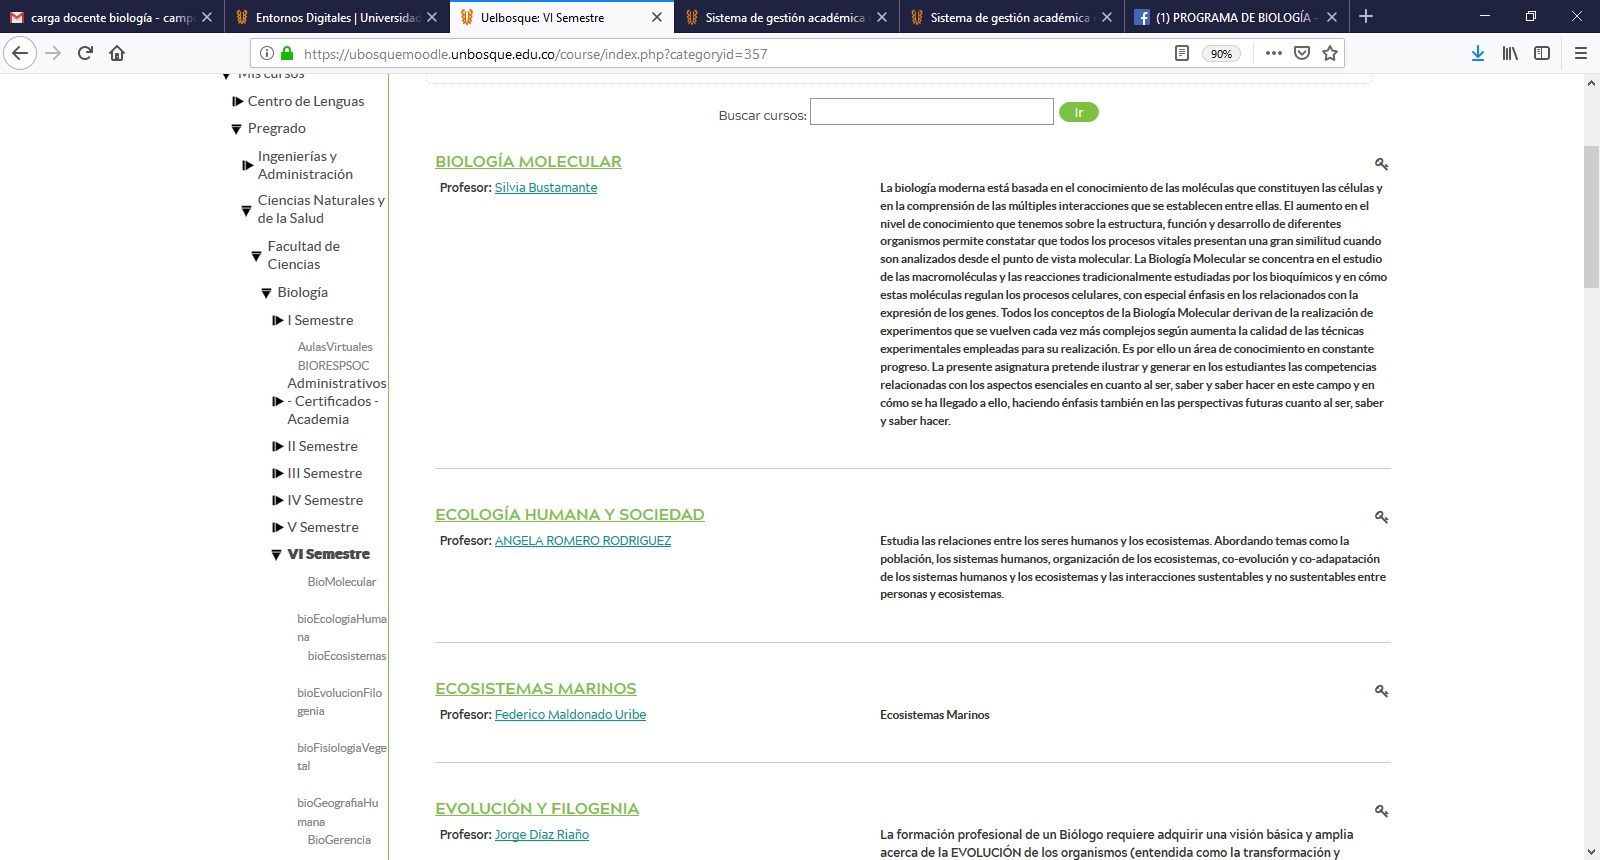 carga docente biología - camp
Entornos Digitales | Universidad
Uelbosque: VI Semestre
Sistema de gestión académica
Sistema de gestión académica
(1) PROGRAMA DE BIOLOGÍA -
https://ubosquemoodle.unbosque.edu.co/course/index.php?categoryid=357
90%
Mis cursos
Centro de Lenguas
Pregrado
Ingenierías y
Administración
Ciencias Naturales y
de la Salud
Facultad de
Ciencias
Biología
I Semestre
AulasVirtuales
BIORESPSOC
Administrativos
- Certificados -
Academia
II Semestre
III Semestre
IV Semestre
V Semestre
VI Semestre
BioMolecular
bioEcologiaHuma
na
bioEcosistemas
bioEvolucionFilo
genia
bioFisiologiaVege
tal
bioGeografiaHu
mana
BioGerencia
Buscar cursos:
Ir
BIOLOGÍA MOLECULAR
Profesor: Silvia Bustamante
La biología moderna está basada en el conocimiento de las moléculas que constituyen las células y
en la comprensión de las múltiples interacciones que se establecen entre ellas. El aumento en el
nivel de conocimiento que tenemos sobre la estructura, función y desarrollo de diferentes
organismos permite constatar que todos los procesos vitales presentan una gran similitud cuando
son analizados desde el punto de vista molecular. La Biología Molecular se concentra en el estudio
de las macromoléculas y las reacciones tradicionalmente estudiadas por los bioquímicos y en cómo
estas moléculas regulan los procesos celulares, con especial énfasis en los relacionados con la
expresión de los genes. Todos los conceptos de la Biología Molecular derivan de la realización de
experimentos que se vuelven cada vez más complejos según aumenta la calidad de las técnicas
experimentales empleadas para su realización. Es por ello un área de conocimiento en constante
progreso. La presente asignatura pretende ilustrar y generar en los estudiantes las competencias
relacionadas con los aspectos esenciales en cuanto al ser, saber y saber hacer en este campo y en
cómo se ha llegado a ello, haciendo énfasis también en las perspectivas futuras cuanto al ser, saber
y saber hacer.
ECOLOGÍA HUMANA Y SOCIEDAD
Profesor: ANGELA ROMERO RODRIGUEZ
Estudia las relaciones entre los seres humanos y los ecosistemas. Abordando temas como la
población, los sistemas humanos, organización de los ecosistemas, co-evolución y co-adapatación
de los sistemas humanos y los ecosistemas y las interacciones sustentables y no sustentables entre
personas y ecosistemas.
ECOSISTEMAS MARINOS
Profesor: Federico Maldonado Uribe
Ecosistemas Marinos
EVOLUCIÓN Y FILOGENIA
Profesor: Jorge Díaz Riaño
La formación profesional de un Biólogo requiere adquirir una visión básica y amplia
acerca de la EVOLUCIÓN de los organismos (entendida como la transformación y